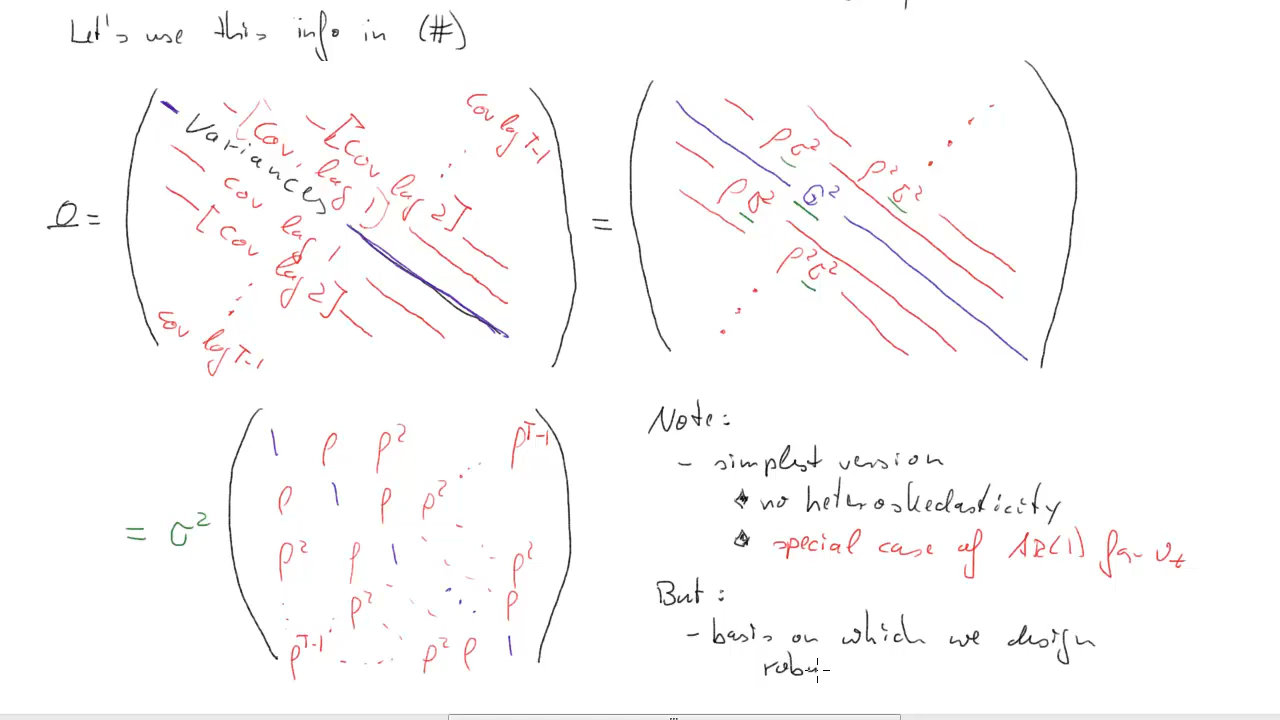 Let's use this info in (#)
Ω = ( Variances [Cov, lag 1] [Cov lag 2] cov lag T-1
cov lag 1
[cov lag 2]
cov lag T-1 )
= ( σ² ρσ² ρ²σ²
ρσ²
ρ²σ² )
= σ² ( 1 ρ ρ² ρ^T-1
ρ 1 ρ ρ² . . .
ρ² ρ 1 ρ²
ρ² ρ
ρ^T-1 . . . ρ² ρ 1 )
Note:
- simplest version
no heteroskedasticity
special case of AR(1) for υt
But:
- basis on which we design
robu